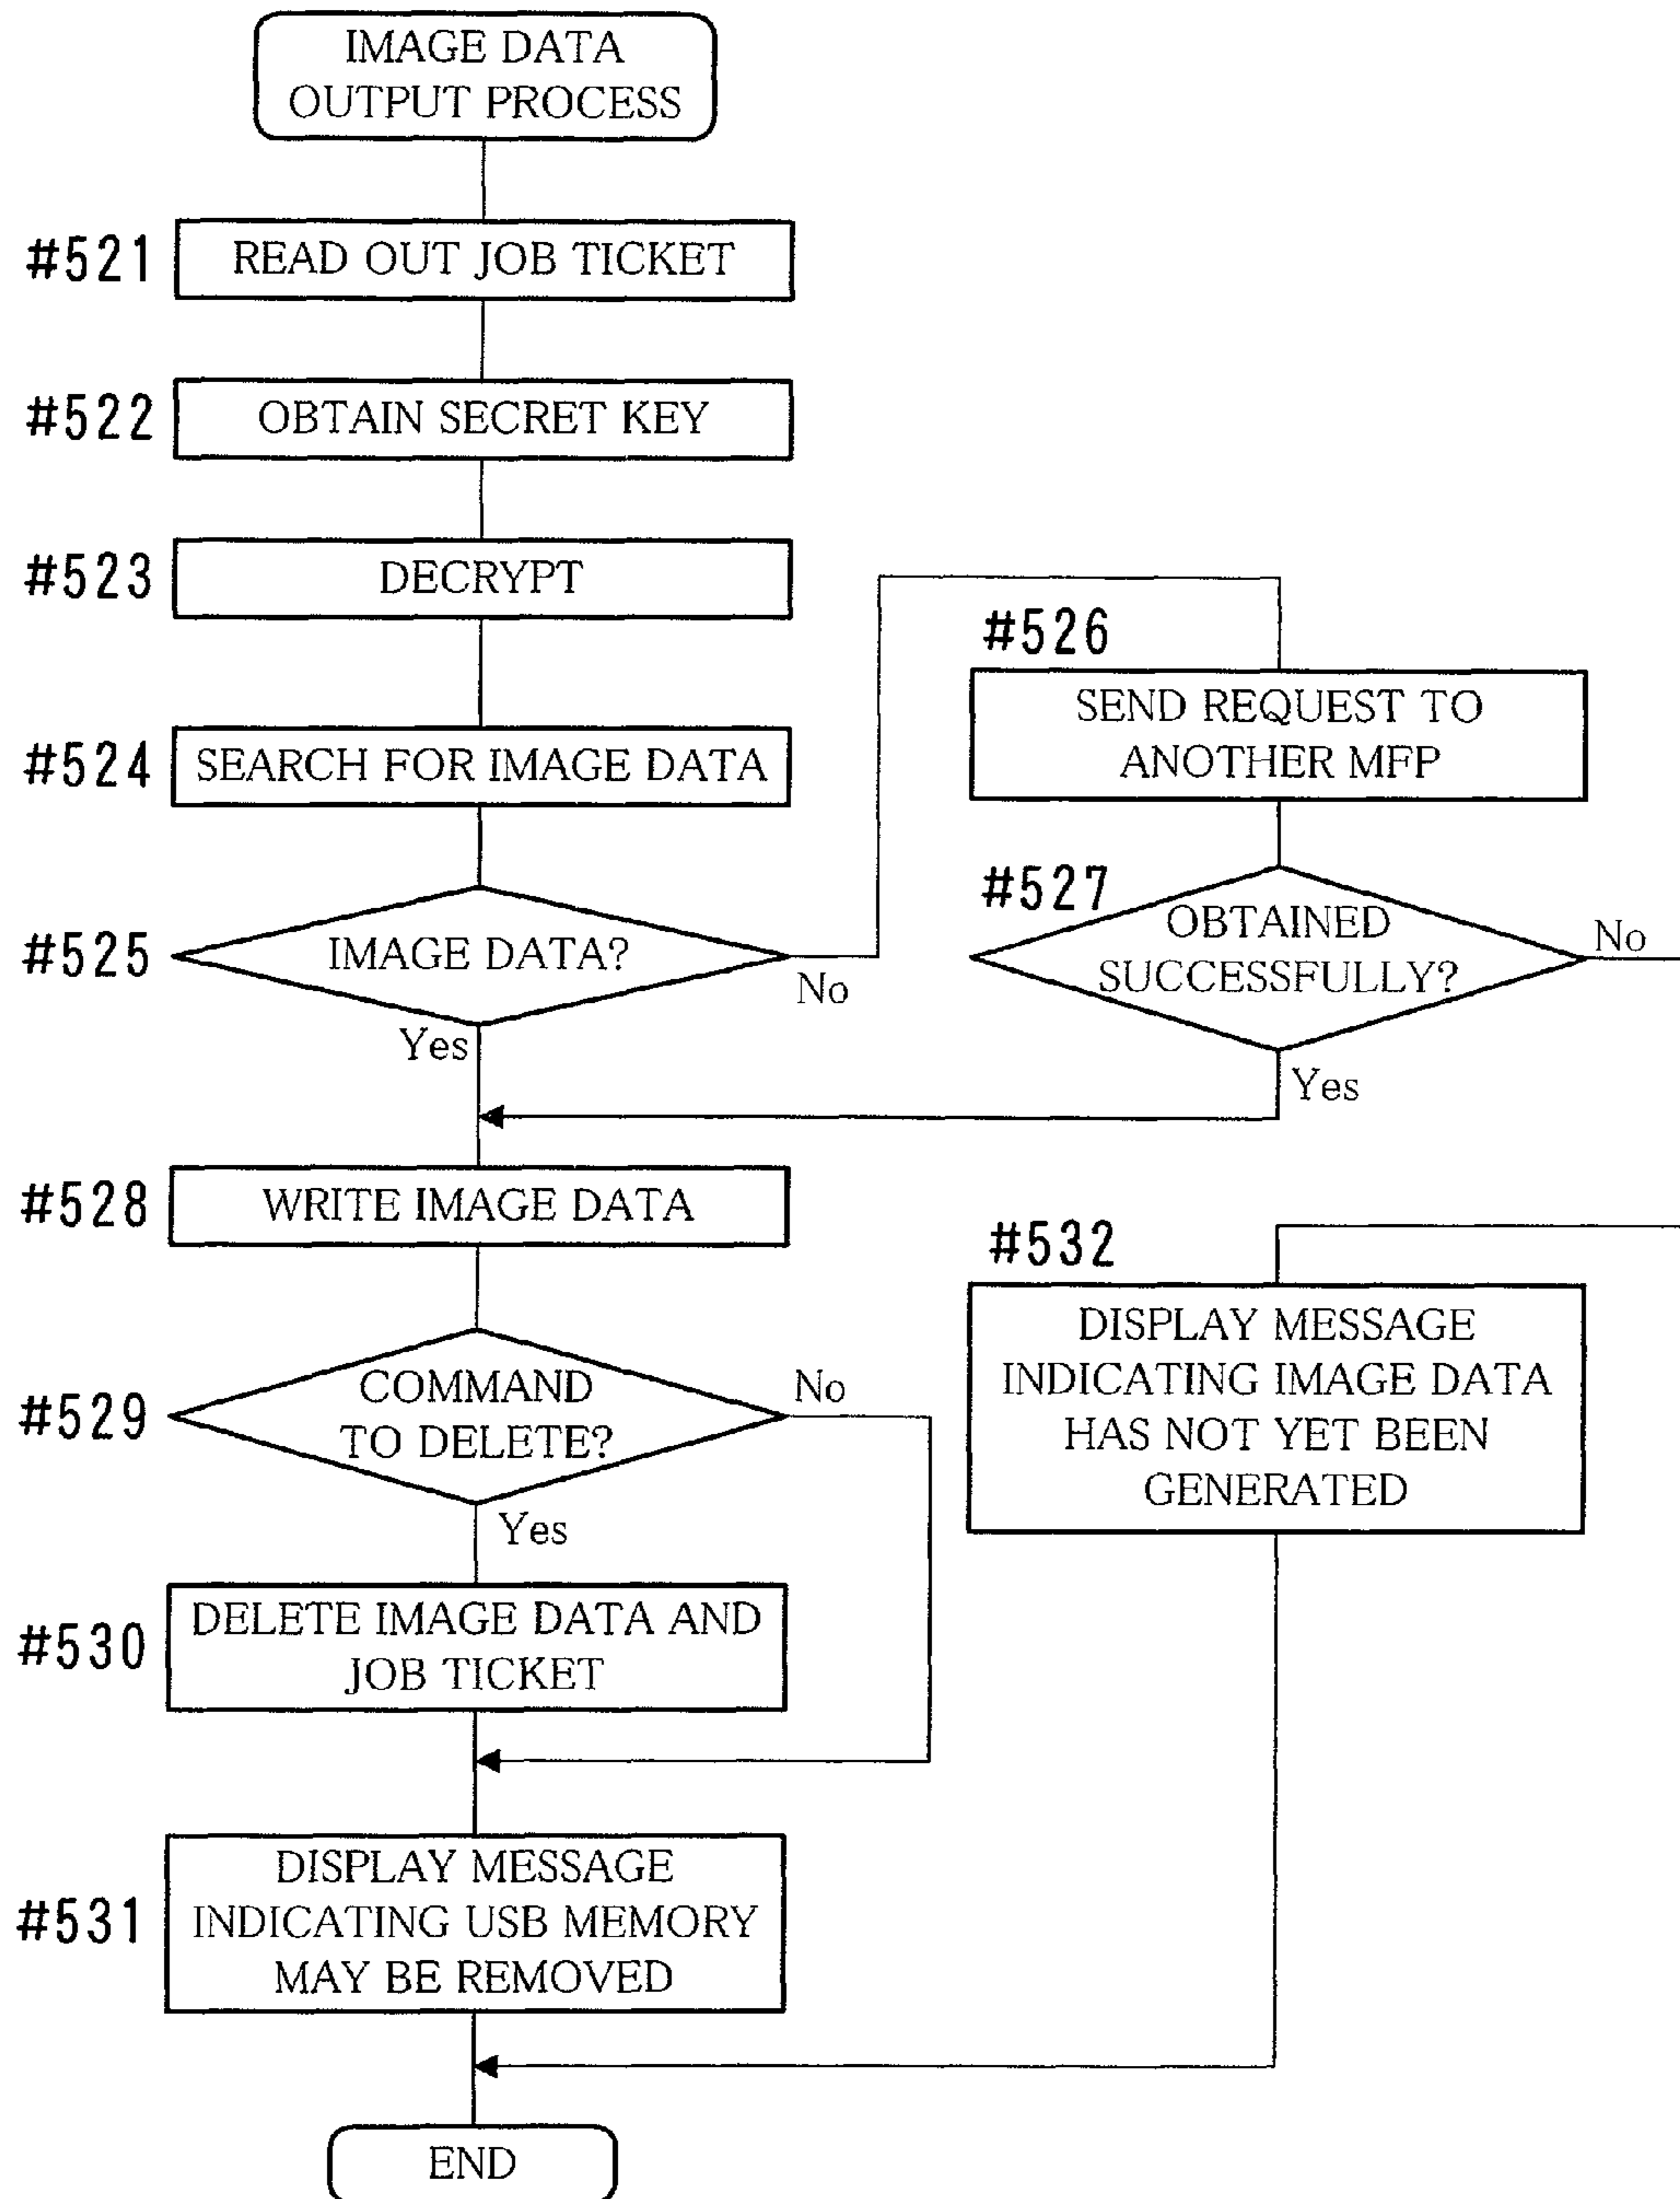 IMAGE DATA
OUTPUT PROCESS
#521
READ OUT JOB TICKET
#522
OBTAIN SECRET KEY
#523
DECRYPT
#524
SEARCH FOR IMAGE DATA
#525
IMAGE DATA?
No
Yes
#526
SEND REQUEST TO
ANOTHER MFP
#527
OBTAINED
SUCCESSFULLY?
No
Yes
#528
WRITE IMAGE DATA
#529
COMMAND
TO DELETE?
No
Yes
#530
DELETE IMAGE DATA AND
JOB TICKET
#531
DISPLAY MESSAGE
INDICATING USB MEMORY
MAY BE REMOVED
#532
DISPLAY MESSAGE
INDICATING IMAGE DATA
HAS NOT YET BEEN
GENERATED
END